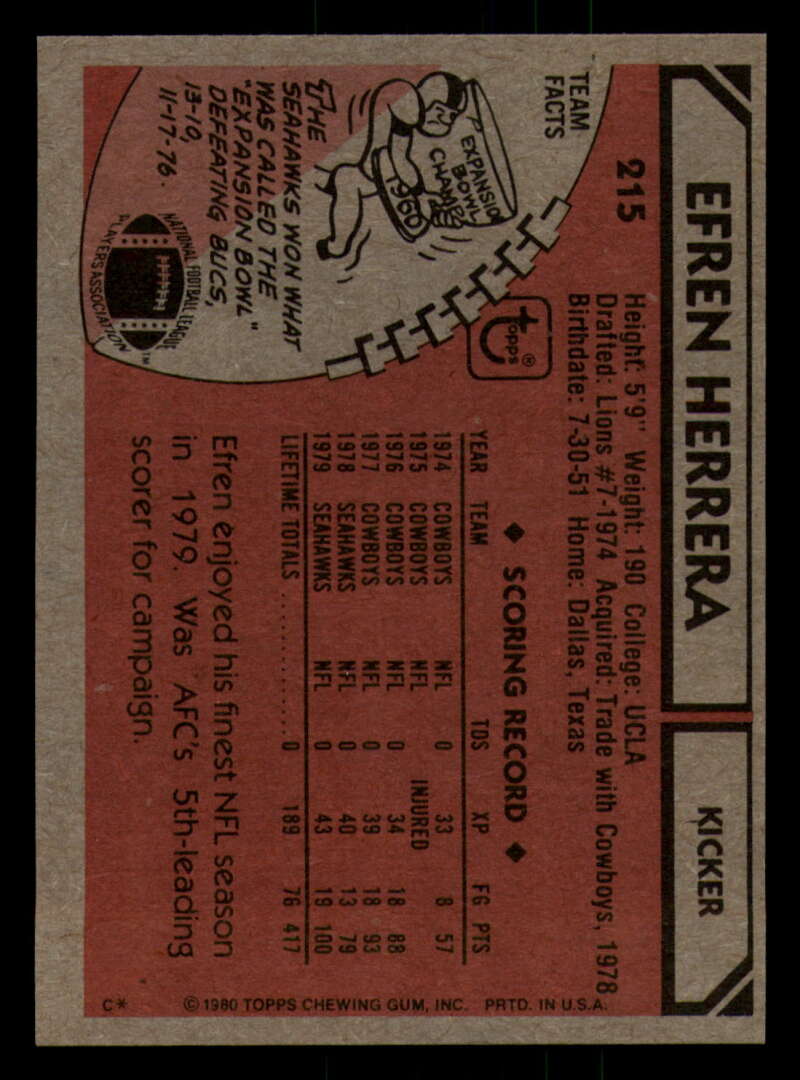 EFREN HERRERA
KICKER
215
Height: 5'9" Weight: 190 College: UCLA
Drafted: Lions #7-1974 Acquired: Trade with Cowboys, 1978
Birthdate: 7-30-51 Home: Dallas, Texas
TEAM
FACTS
EXPANSIO
BOWL
CHAMPS
1960
THE
SEAHAWKS WON WHAT
WAS CALLED THE
"EXPANSION BOWL"
DEFEATING BUCS,
13-10,
11-17-76.
NATIONAL FOOTBALL LEAGUE
PLAYERS ASSOCIATION
TM
topps ®
◆ SCORING RECORD ◆
YEAR TEAM TDS XP FG PTS
1974 COWBOYS NFL 0 33 8 57
1975 COWBOYS NFL INJURED
1976 COWBOYS NFL 0 34 18 88
1977 COWBOYS NFL 0 39 18 93
1978 SEAHAWKS NFL 0 40 13 79
1979 SEAHAWKS NFL 0 43 19 100
LIFETIME TOTALS .................. 0 189 76 417
Efren enjoyed his finest NFL season
in 1979. Was AFC's 5th-leading
scorer for campaign.
C* © 1980 TOPPS CHEWING GUM, INC. PRTD. IN U.S.A.